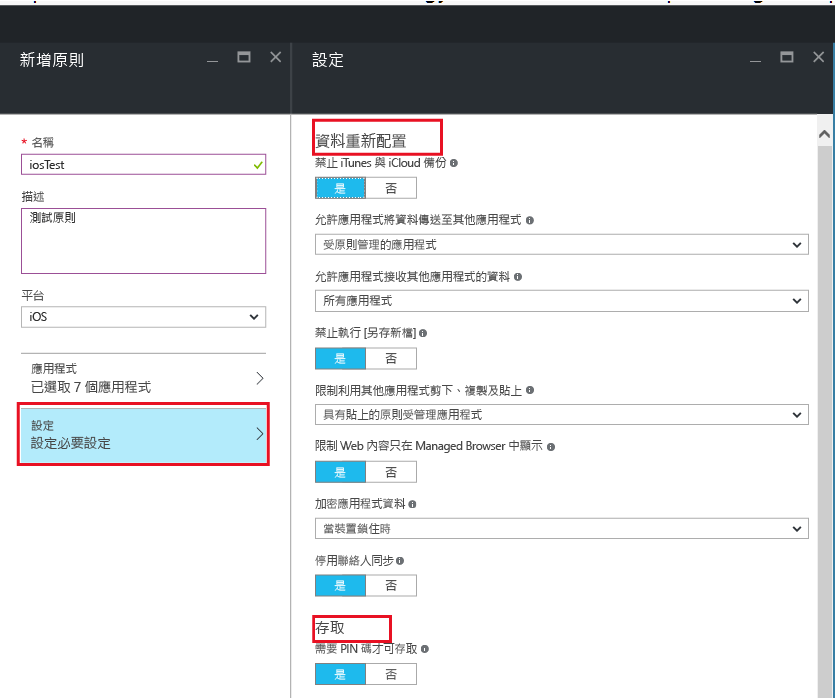 新增原則
* 名稱
iosTest
描述
測試原則
平台
iOS
應用程式
已選取 7 個應用程式
設定
設定必要設定
設定
資料重新配置
禁止 iTunes 與 iCloud 備份
是 否
允許應用程式將資料傳送至其他應用程式
受原則管理的應用程式
允許應用程式接收其他應用程式的資料
所有應用程式
禁止執行 [另存新檔]
是 否
限制利用其他應用程式剪下、複製及貼上
具有貼上的原則受管理應用程式
限制 Web 內容只在 Managed Browser 中顯示
是 否
加密應用程式資料
當裝置鎖住時
停用聯絡人同步
是 否
存取
需要 PIN 碼才可存取
是 否